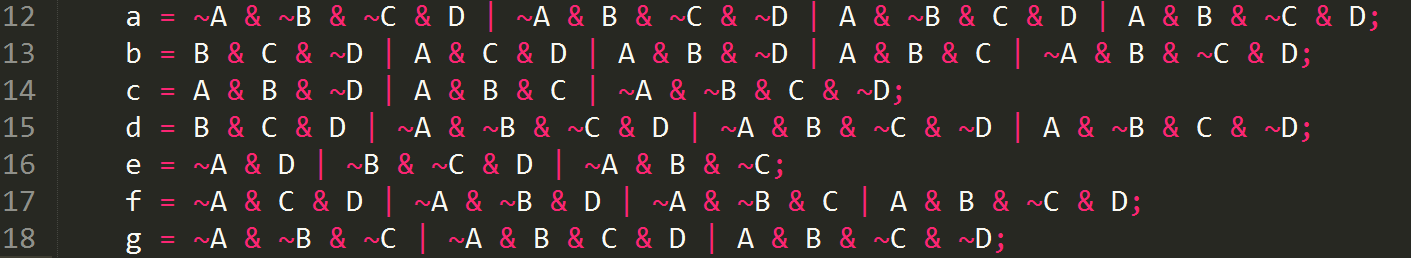 12 a = ~A & ~B & ~C & D | ~A & B & ~C & ~D | A & ~B & C & D | A & B & ~C & D;
13 b = B & C & ~D | A & C & D | A & B & ~D | A & B & C | ~A & B & ~C & D;
14 c = A & B & ~D | A & B & C | ~A & ~B & C & ~D;
15 d = B & C & D | ~A & ~B & ~C & D | ~A & B & ~C & ~D | A & ~B & C & ~D;
16 e = ~A & D | ~B & ~C & D | ~A & B & ~C;
17 f = ~A & C & D | ~A & ~B & D | ~A & ~B & C | A & B & ~C & D;
18 g = ~A & ~B & ~C | ~A & B & C & D | A & B & ~C & ~D;